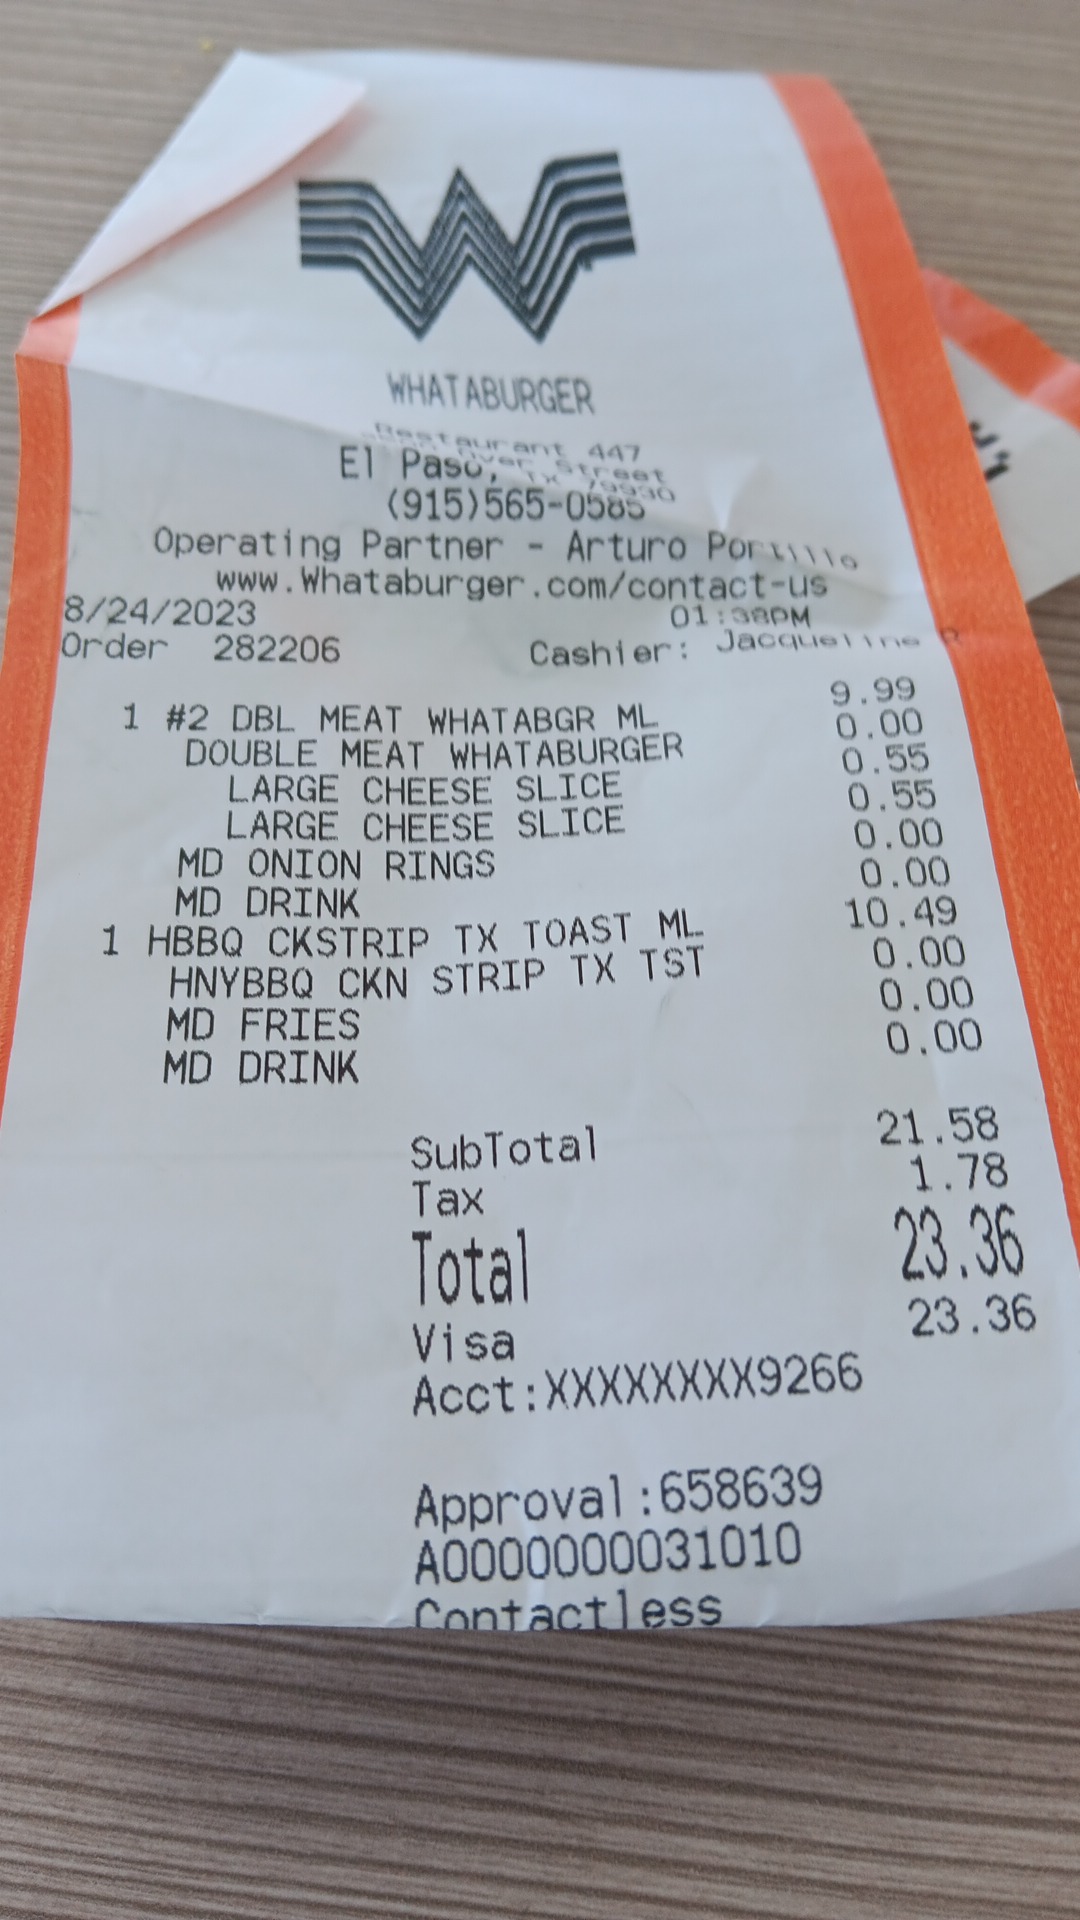 WHATABURGER
Restaurant 447
Street
El Paso, TX 79930
(915)565-0585
Operating Partner - Arturo Portillo
www.Whataburger.com/contact-us
8/24/2023 01:38PM
Order 282206 Cashier: Jacqueline R
1 #2 DBL MEAT WHATABGR ML 9.99
DOUBLE MEAT WHATABURGER 0.00
LARGE CHEESE SLICE 0.55
LARGE CHEESE SLICE 0.55
MD ONION RINGS 0.00
MD DRINK 0.00
1 HBBQ CKSTRIP TX TOAST ML 10.49
HNYBBQ CKN STRIP TX TST 0.00
MD FRIES 0.00
MD DRINK 0.00
SubTotal 21.58
Tax 1.78
Total 23.36
Visa 23.36
Acct:XXXXXXXX9266
Approval:658639
A0000000031010
Contactless